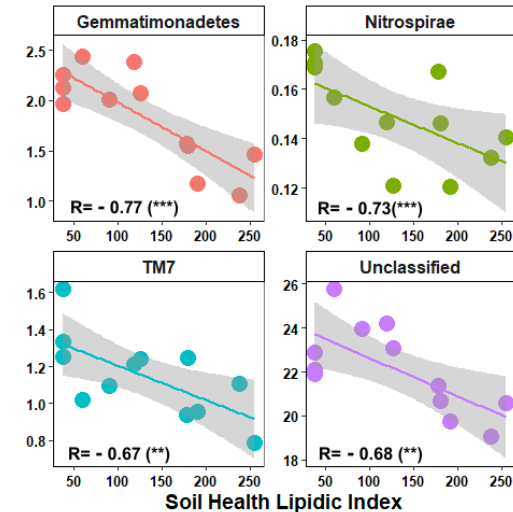 Gemmatimonadetes
2.5
2.0
1.5
1.0
R= - 0.77 (***)
50 100 150 200 250
Nitrospirae
0.18
0.16
0.14
0.12
R= - 0.73(***)
50 100 150 200 250
TM7
1.6
1.4
1.2
1.0
0.8
R= - 0.67 (**)
50 100 150 200 250
Unclassified
26
24
22
20
18
R= - 0.68 (**)
50 100 150 200 250
Soil Health Lipidic Index